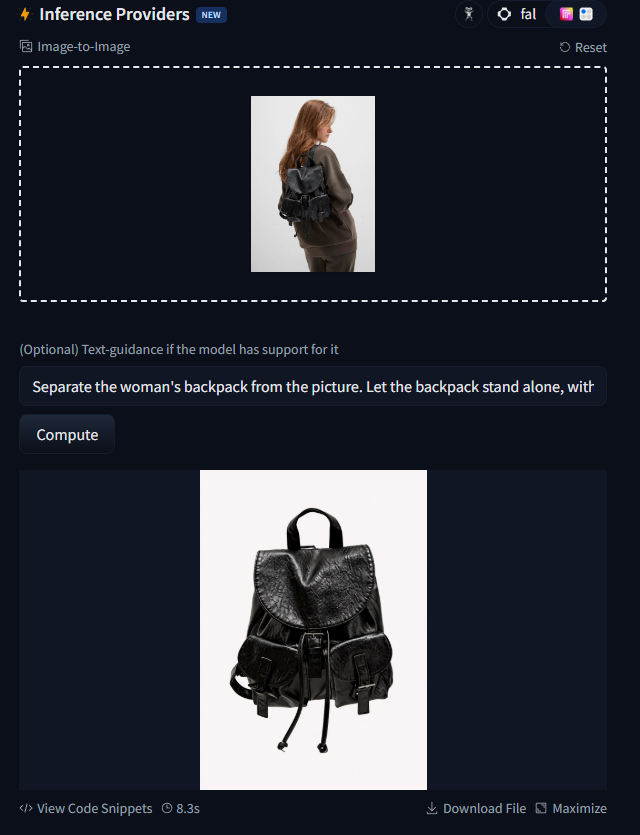 Inference Providers NEW fal
Image-to-Image Reset
(Optional) Text-guidance if the model has support for it
Separate the woman's backpack from the picture. Let the backpack stand alone, with
Compute
View Code Snippets 8.3s Download File Maximize